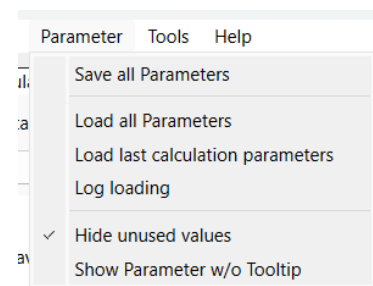 Parameter Tools Help
Save all Parameters
Load all Parameters
Load last calculation parameters
Log loading
Hide unused values
Show Parameter w/o Tooltip